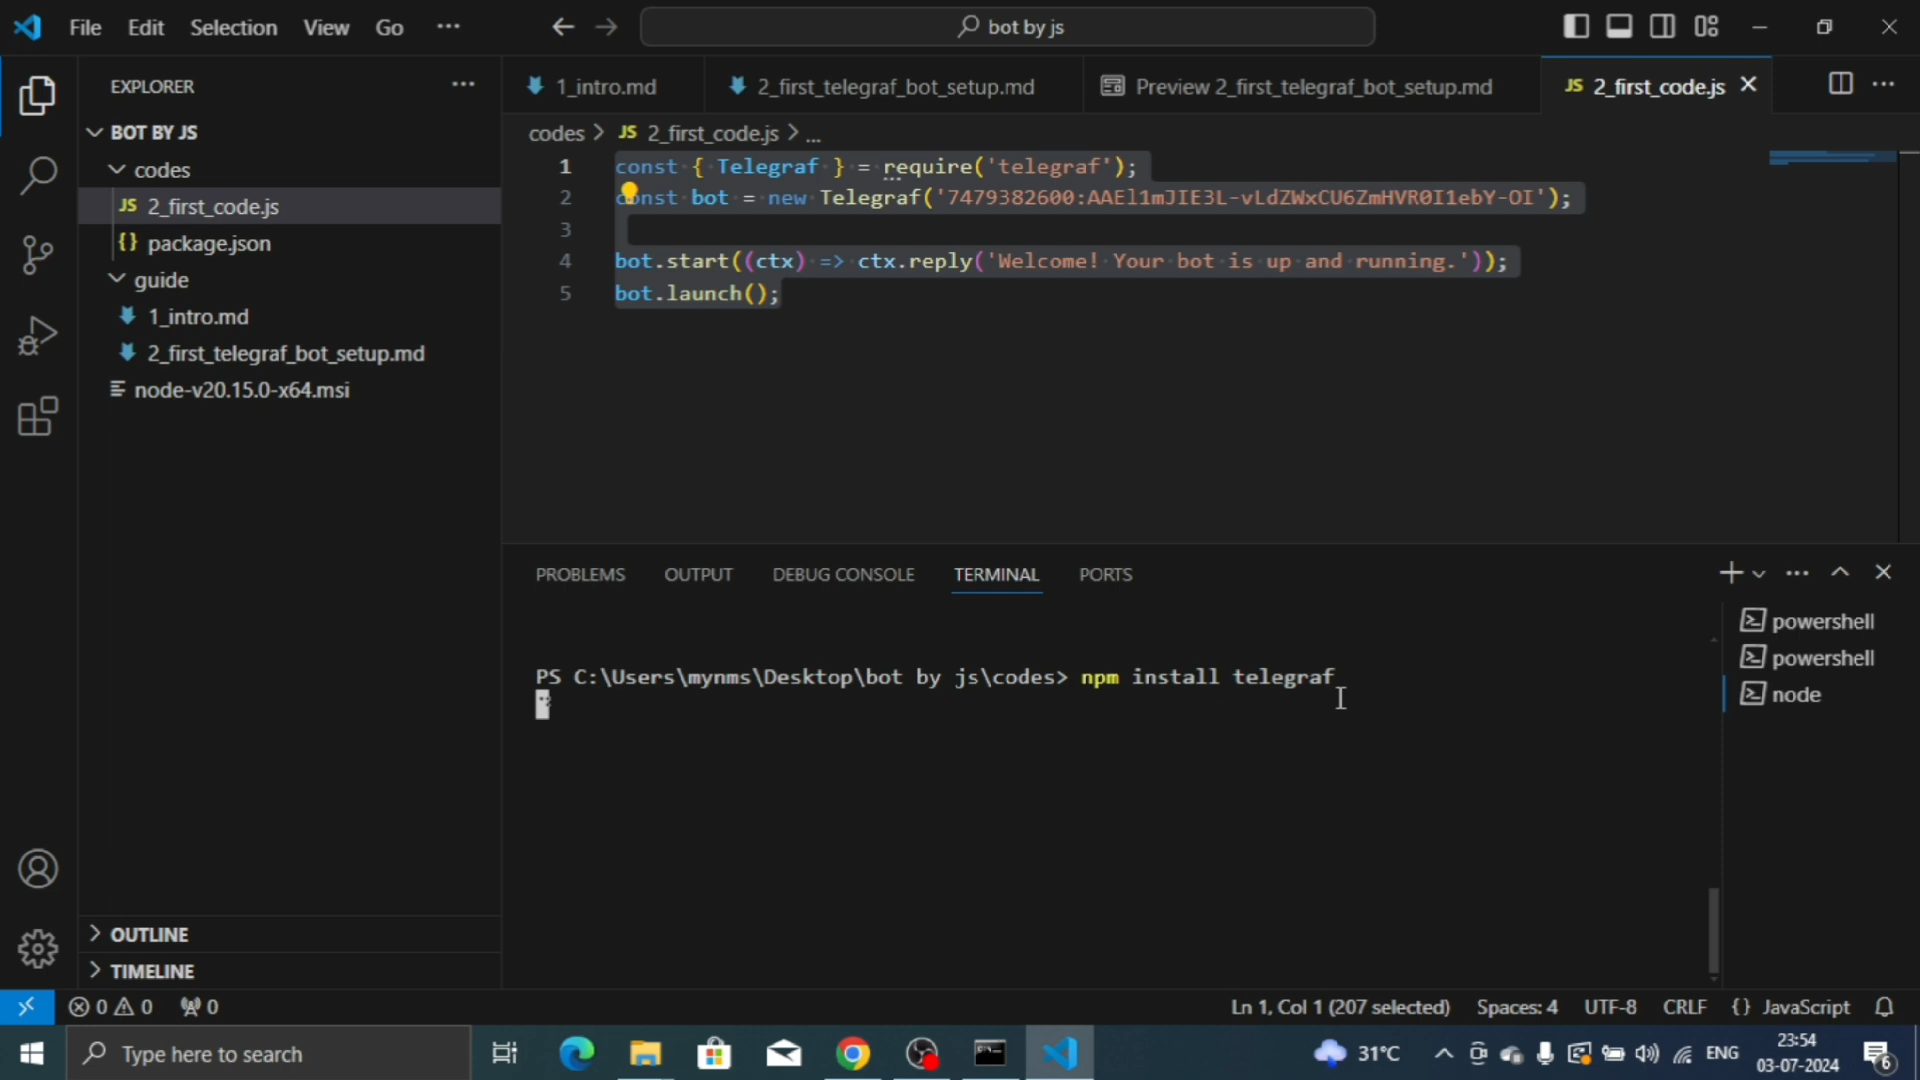 File Edit Selection View Go ···
bot by js
EXPLORER
BOT BY JS
codes
JS 2_first_code.js
{} package.json
guide
1_intro.md
2_first_telegraf_bot_setup.md
node-v20.15.0-x64.msi
OUTLINE
TIMELINE
1_intro.md
2_first_telegraf_bot_setup.md
Preview 2_first_telegraf_bot_setup.md
JS 2_first_code.js
codes > JS 2_first_code.js > ...
1 const { Telegraf } = require('telegraf');
2 const bot = new Telegraf('7479382600:AAEl1mJIE3L-vLdZWxCU6ZmHVR0I1ebY-OI');
3
4 bot.start((ctx) => ctx.reply('Welcome! Your bot is up and running.'));
5 bot.launch();
PROBLEMS OUTPUT DEBUG CONSOLE TERMINAL PORTS
PS C:\Users\mynms\Desktop\bot by js\codes> npm install telegraf
powershell
powershell
node
0 0 0
Ln 1, Col 1 (207 selected) Spaces: 4 UTF-8 CRLF {} JavaScript
Type here to search
31°C
ENG
23:54
03-07-2024
6